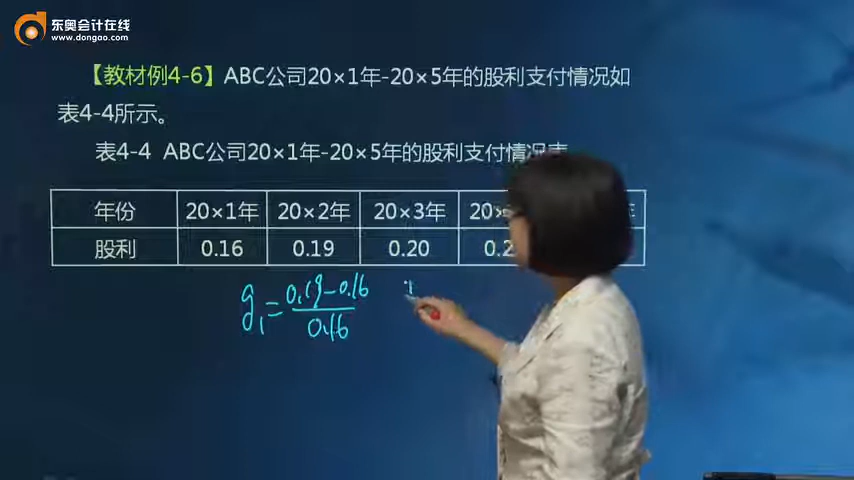 东奥会计在线
www.dongao.com
【教材例4-6】ABC公司20×1年-20×5年的股利支付情况如
表4-4所示。
表4-4 ABC公司20×1年-20×5年的股利支付情况表
年份 20×1年 20×2年 20×3年 20×
股利 0.16 0.19 0.20 0.2
g₁=(0.19-0.16)/0.16